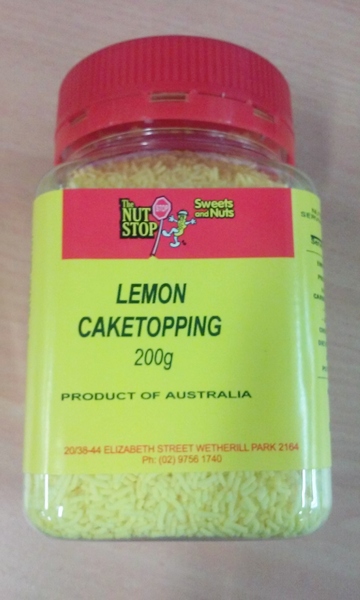 The
NUT
STOP
STOP
Sweets
and Nuts
LEMON
CAKETOPPING
200g
PRODUCT OF AUSTRALIA
20/38-44 ELIZABETH STREET WETHERILL PARK 2164
Ph: (02) 9756 1740